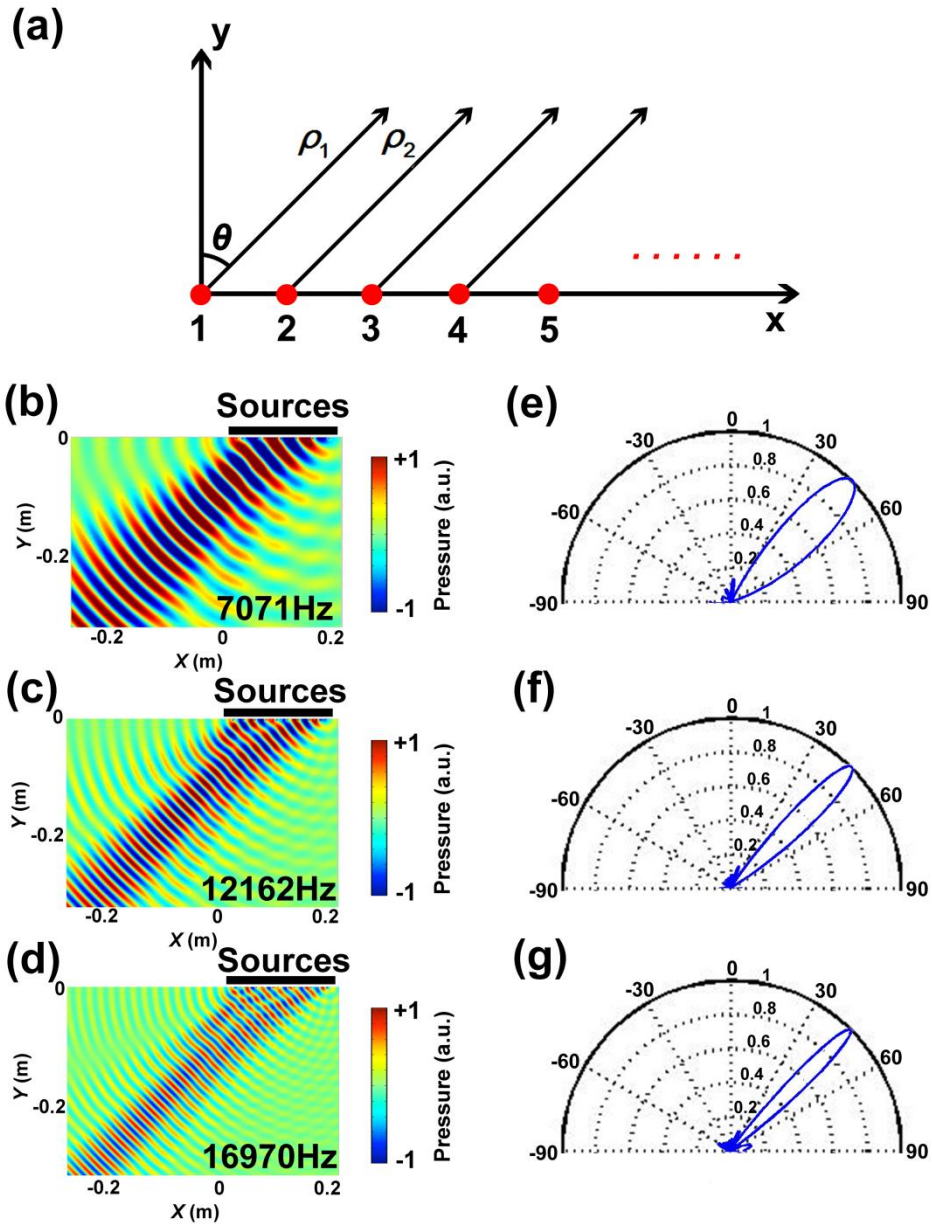 (a)
y
ρ1
ρ2
θ
......
1 2 3 4 5
x
(b)
Sources
0
Y (m)
-0.2
7071Hz
-0.2 0 0.2
X (m)
+1
-1
Pressure (a.u.)
(e)
0
1
-30
30
0.8
0.6
-60
60
0.4
0.2
-90
90
(c)
Sources
0
Y (m)
-0.2
12162Hz
-0.2 0 0.2
X (m)
+1
-1
Pressure (a.u.)
(f)
0
1
-30
30
0.8
0.6
-60
60
0.4
0.2
-90
90
(d)
Sources
0
Y (m)
-0.2
16970Hz
-0.2 0 0.2
X (m)
+1
-1
Pressure (a.u.)
(g)
0
1
-30
30
0.8
0.6
-60
60
0.4
0.2
-90
90